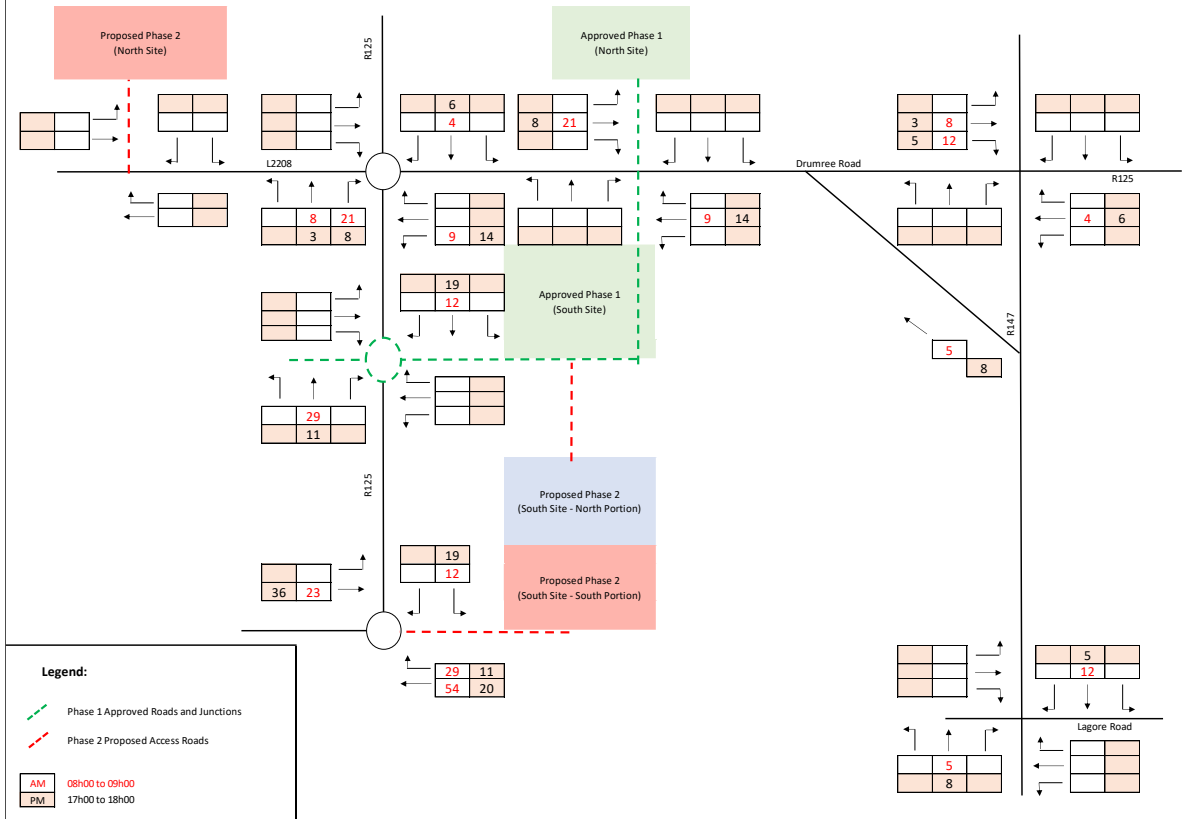 Proposed Phase 2
(North Site)
R125
Approved Phase 1
(North Site)
6
4
8 21
3 8
5 12
L2208
Drumree Road
R125
8 21
3 8
9 14
9 14
4 6
19
12
Approved Phase 1
(South Site)
R147
5
8
29
11
R125
Proposed Phase 2
(South Site - North Portion)
19
12
36 23
Proposed Phase 2
(South Site - South Portion)
29 11
54 20
5
12
Lagore Road
5
8
Legend:
Phase 1 Approved Roads and Junctions
Phase 2 Proposed Access Roads
AM 08h00 to 09h00
PM 17h00 to 18h00